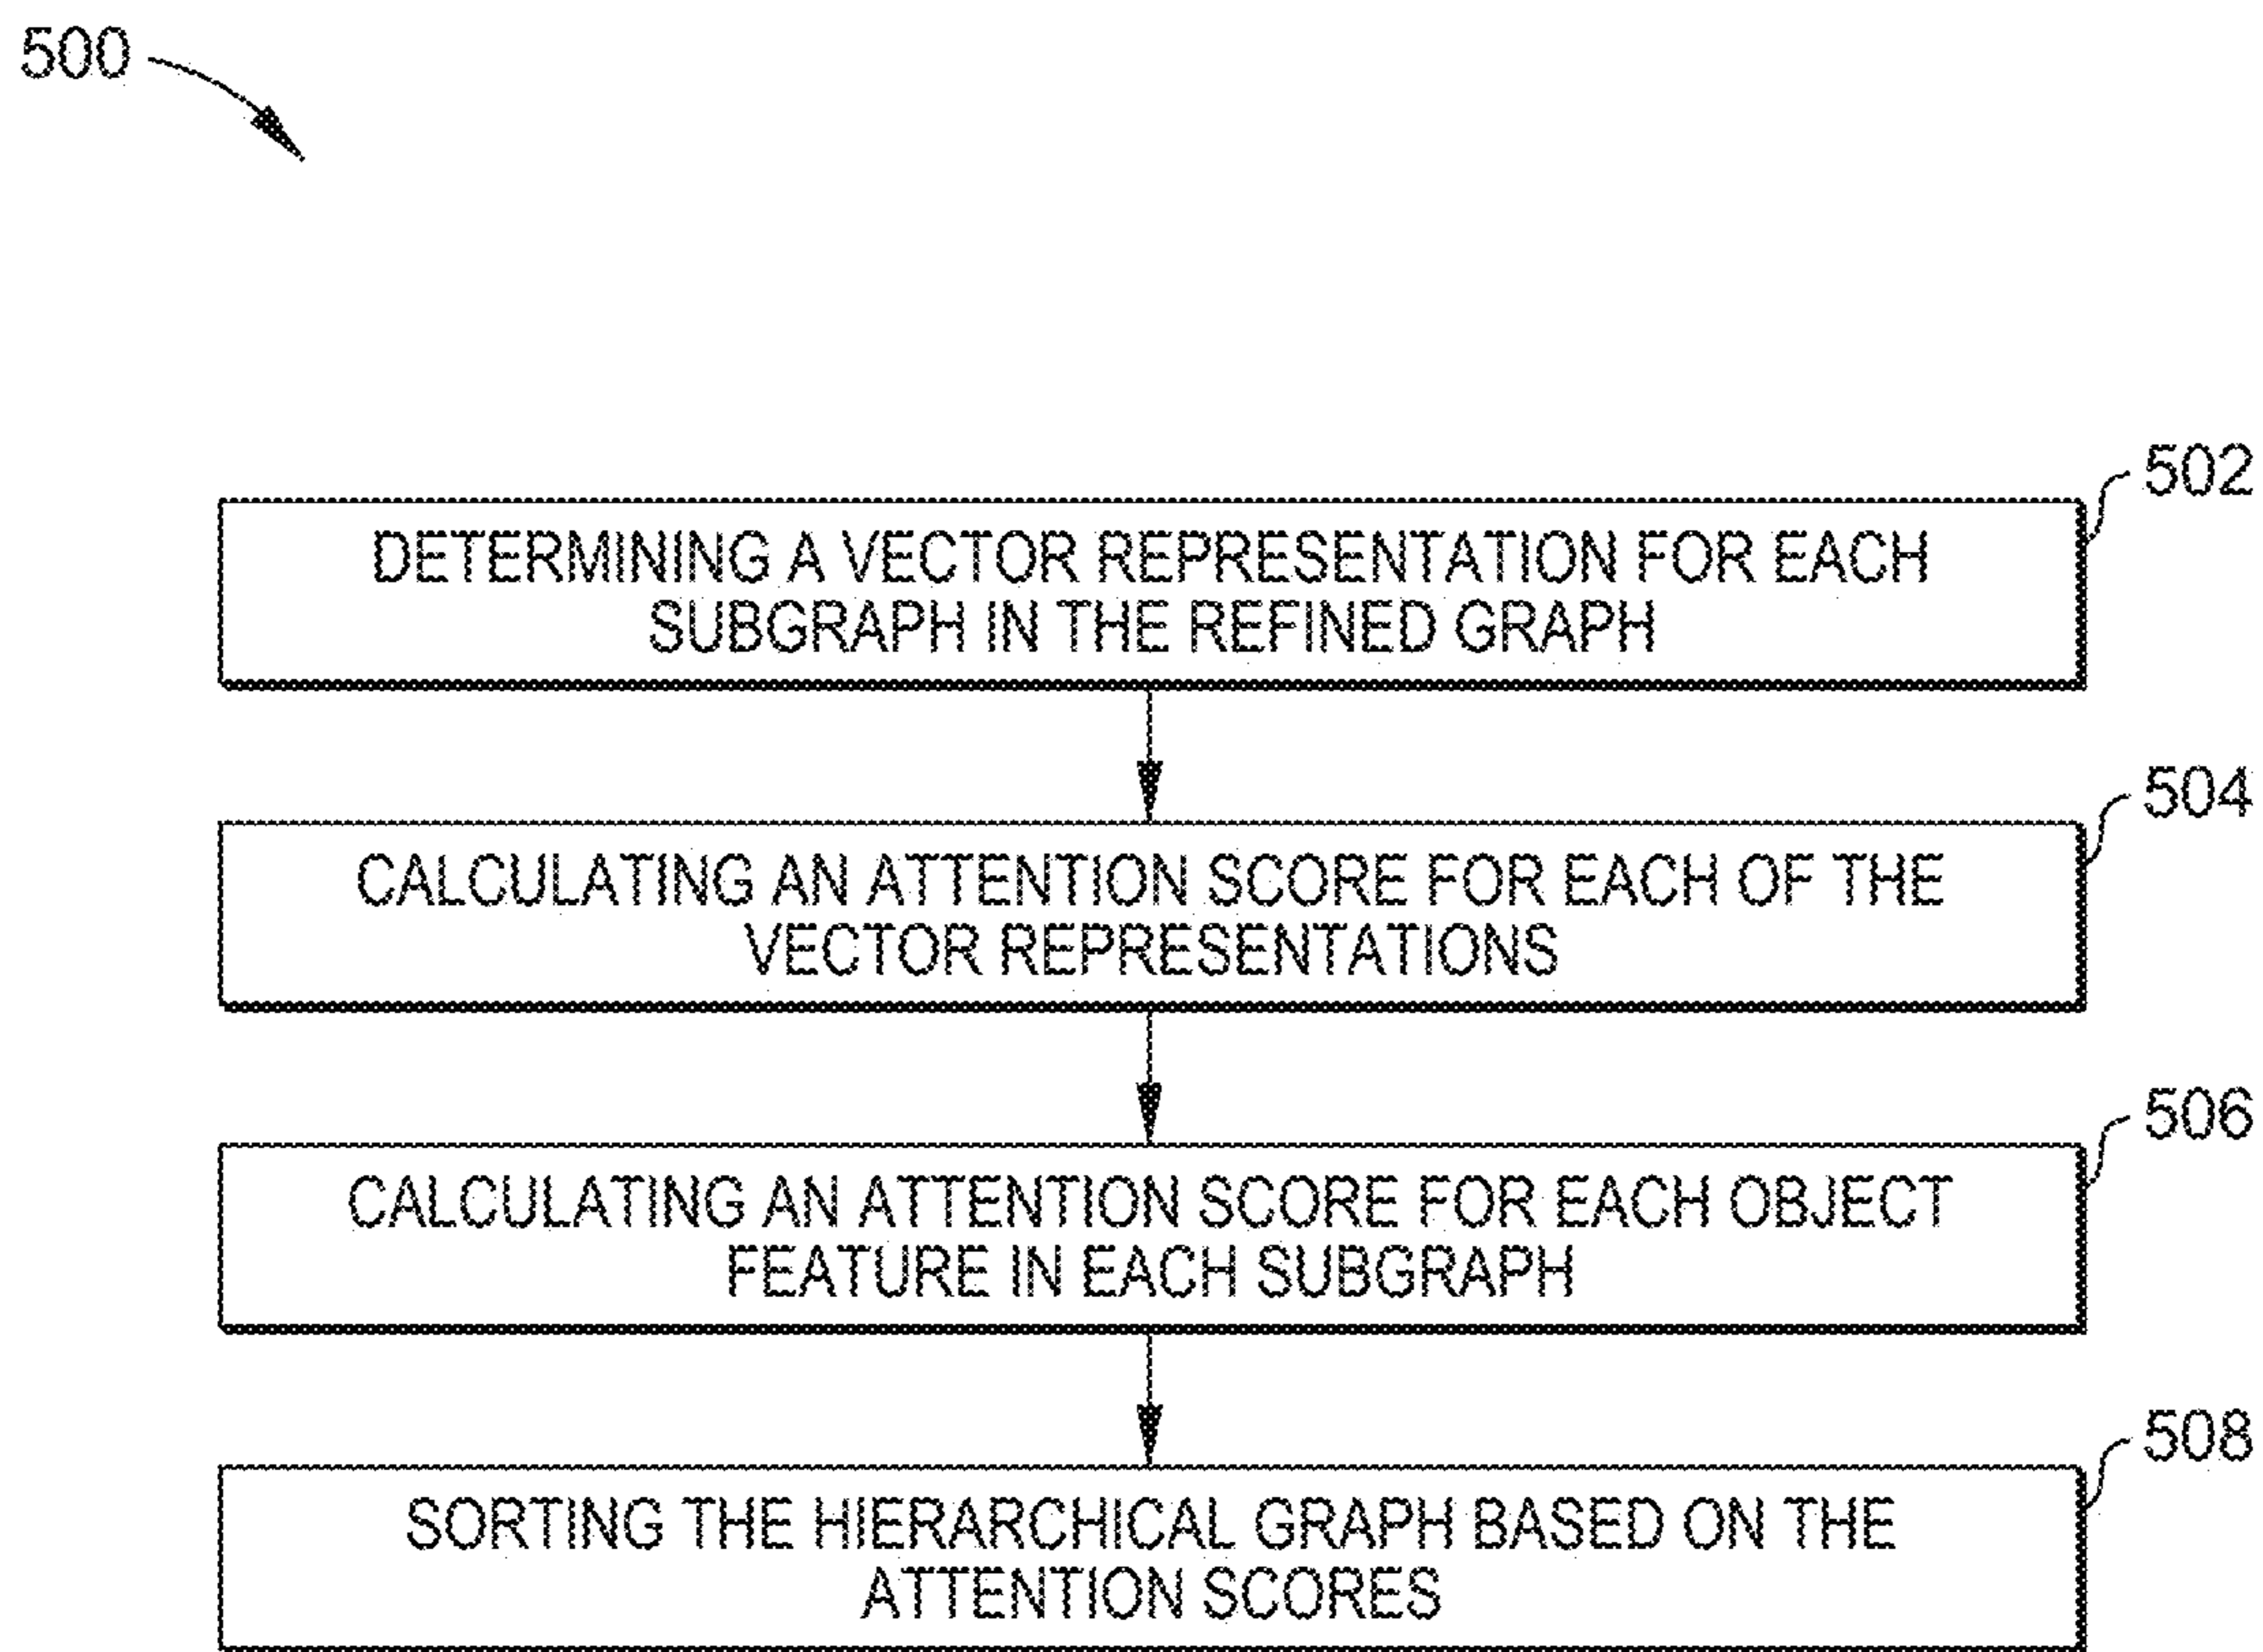 500
502
DETERMINING A VECTOR REPRESENTATION FOR EACH
SUBGRAPH IN THE REFINED GRAPH
504
CALCULATING AN ATTENTION SCORE FOR EACH OF THE
VECTOR REPRESENTATIONS
506
CALCULATING AN ATTENTION SCORE FOR EACH OBJECT
FEATURE IN EACH SUBGRAPH
508
SORTING THE HIERARCHICAL GRAPH BASED ON THE
ATTENTION SCORES